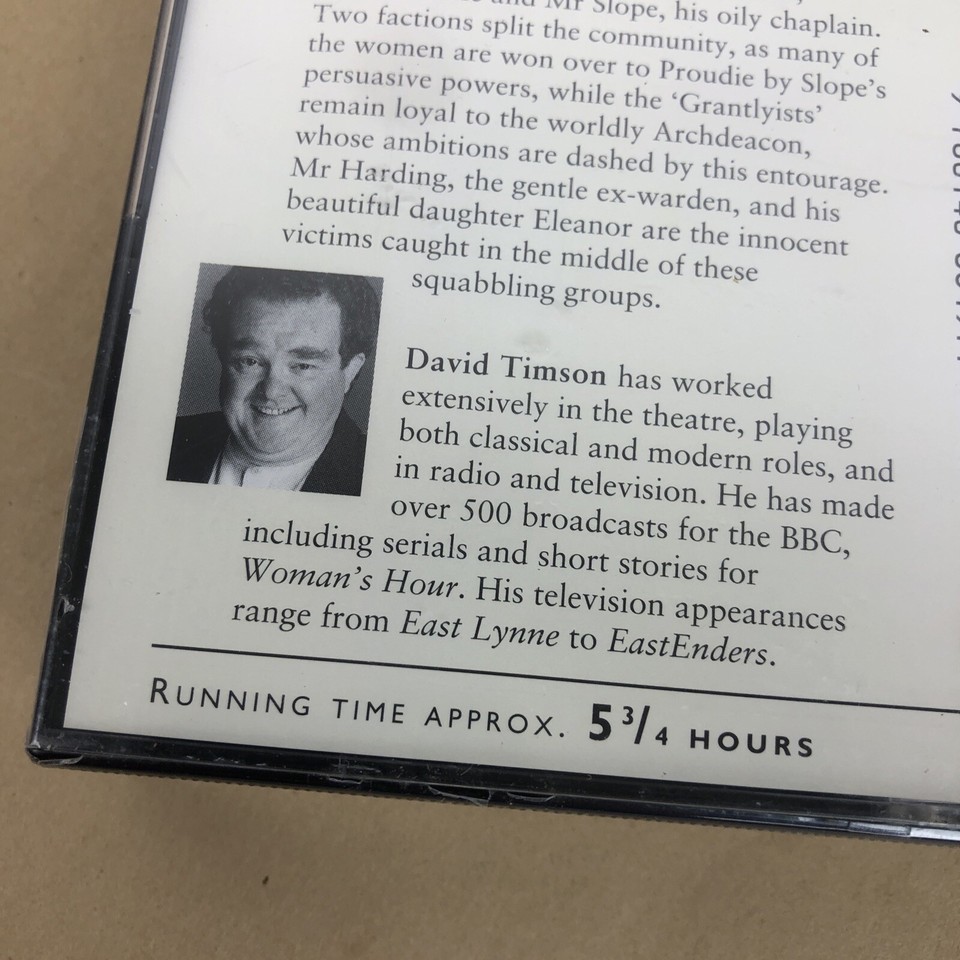 and Mr Slope, his oily chaplain.
Two factions split the community, as many of
the women are won over to Proudie by Slope's
persuasive powers, while the ‘Grantlyists’
remain loyal to the worldly Archdeacon,
whose ambitions are dashed by this entourage.
Mr Harding, the gentle ex-warden, and his
beautiful daughter Eleanor are the innocent
victims caught in the middle of these
squabbling groups.
David Timson has worked
extensively in the theatre, playing
both classical and modern roles, and
in radio and television. He has made
over 500 broadcasts for the BBC,
including serials and short stories for
Woman's Hour. His television appearances
range from East Lynne to EastEnders.
RUNNING TIME APPROX. 5 3/4 HOURS